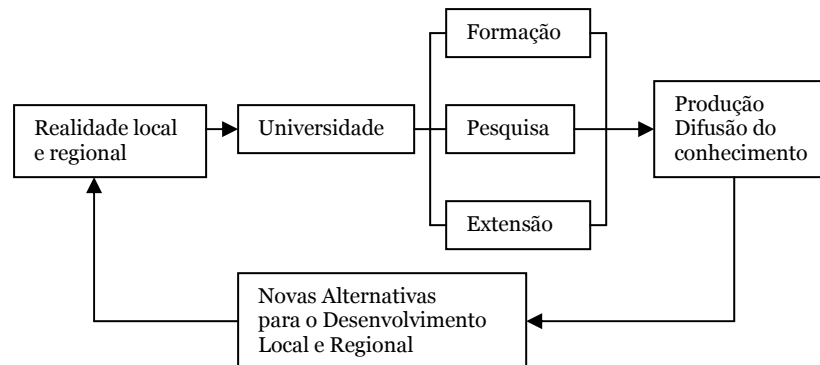 Formação
Realidade local
e regional
Universidade
Pesquisa
Produção
Difusão do
conhecimento
Extensão
Novas Alternativas
para o Desenvolvimento
Local e Regional